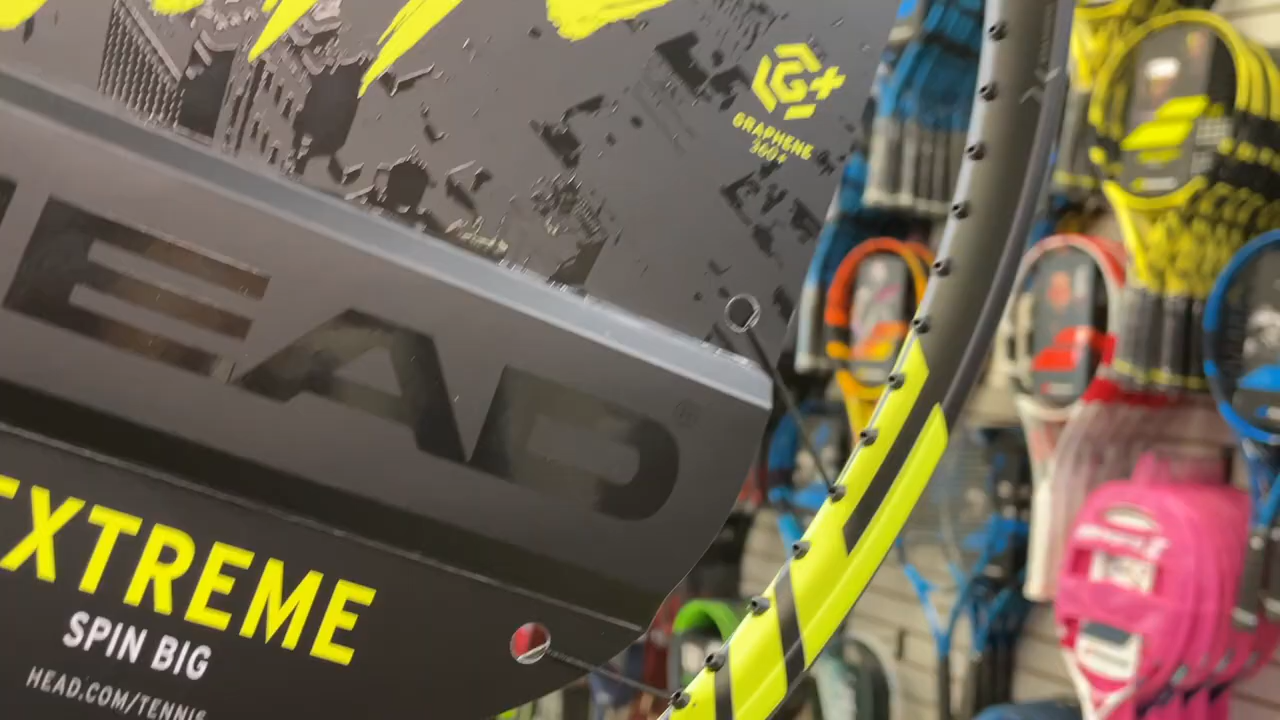 GRAPHENE
360+
HEAD
EXTREME
SPIN BIG
HEAD.COM/TENNIS